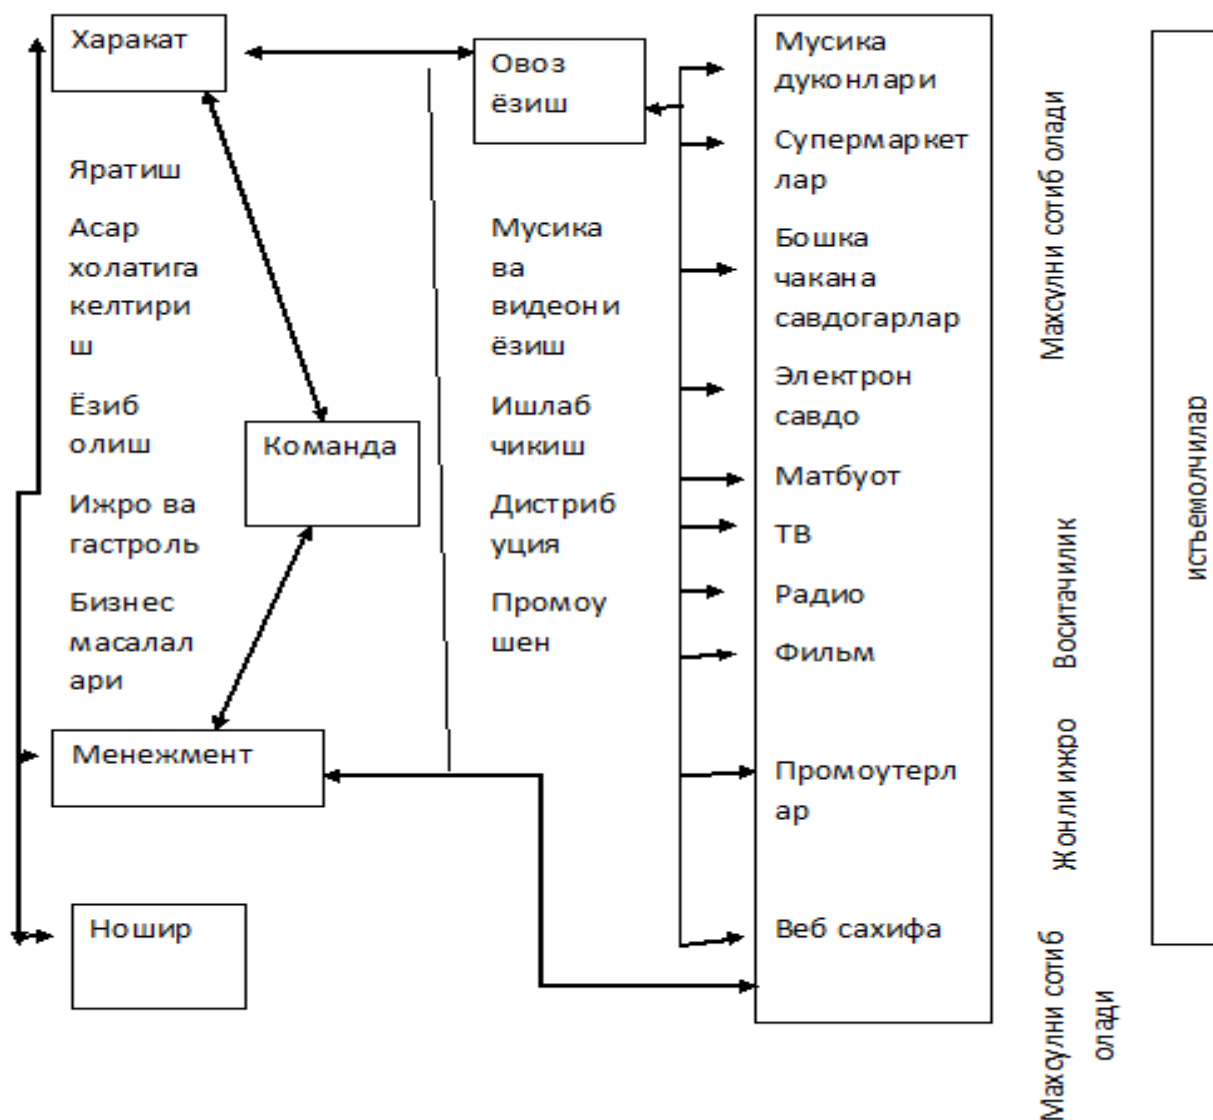 Харакат
Яратиш
Асар
холатига
келтири
ш
Ёзиб
олиш
Ижро ва
гастроль
Бизнес
масалал
ари
Менежмент
Ношир
Команда
Овоз
ёзиш
Мусика
ва
видеони
ёзиш
Ишлаб
чикиш
Дистриб
уция
Промоу
шен
Мусика
дуконлари
Супермаркет
лар
Бошка
чакана
савдогарлар
Электрон
савдо
Матбуот
ТВ
Радио
Фильм
Промоутерл
ар
Веб сахифа
Махсулни сотиб олади
Воситачилик
Жонли ижро
Махсулни сотиб
олади
истъемолчилар